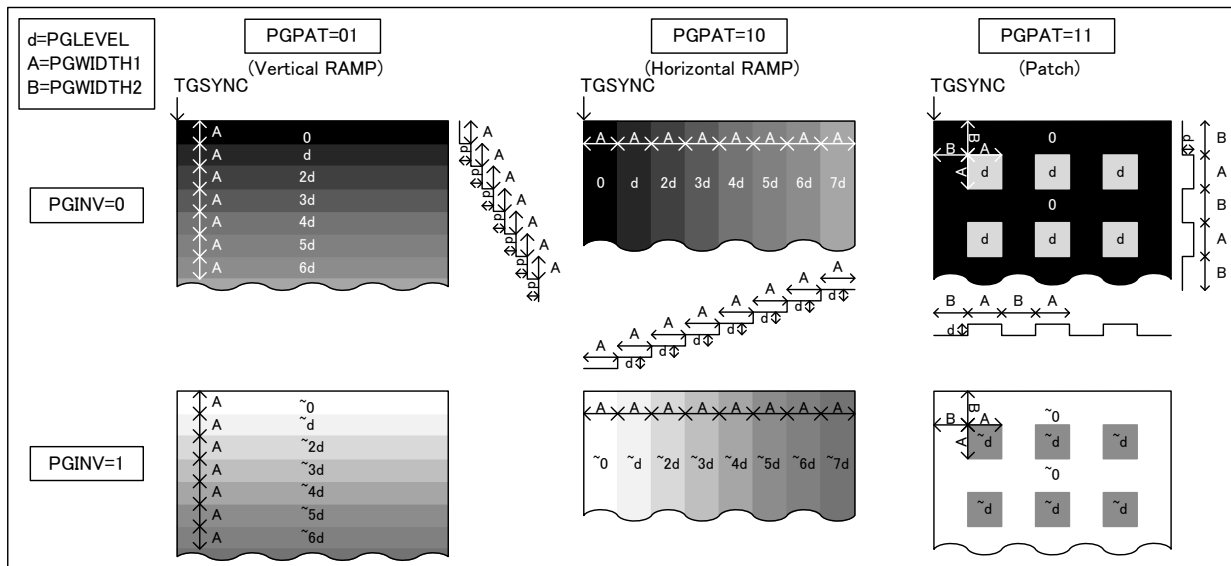 d=PGLEVEL
A=PGWIDTH1
B=PGWIDTH2
PGPAT=01
(Vertical RAMP)
PGPAT=10
(Horizontal RAMP)
PGPAT=11
(Patch)
TGSYNC
TGSYNC
TGSYNC
PGINV=0
A 0
A d
A 2d
A 3d
A 4d
A 5d
A 6d
A
A
A
A
A
A
A
d
d
d
d
d
d
d
A A A A A A A A
0 d 2d 3d 4d 5d 6d 7d
A
A
A
A
A
A
A
A
d
d
d
d
d
d
d
B
0
B A
A
d d d
0
d d d
d
B
A
B
A
B
B A B A
d
PGINV=1
A ~0
A ~d
A ~2d
A ~3d
A ~4d
A ~5d
A ~6d
A A A A A A A A
~0 ~d ~2d ~3d ~4d ~5d ~6d ~7d
B
~0
B A
A
~d ~d ~d
~0
~d ~d ~d